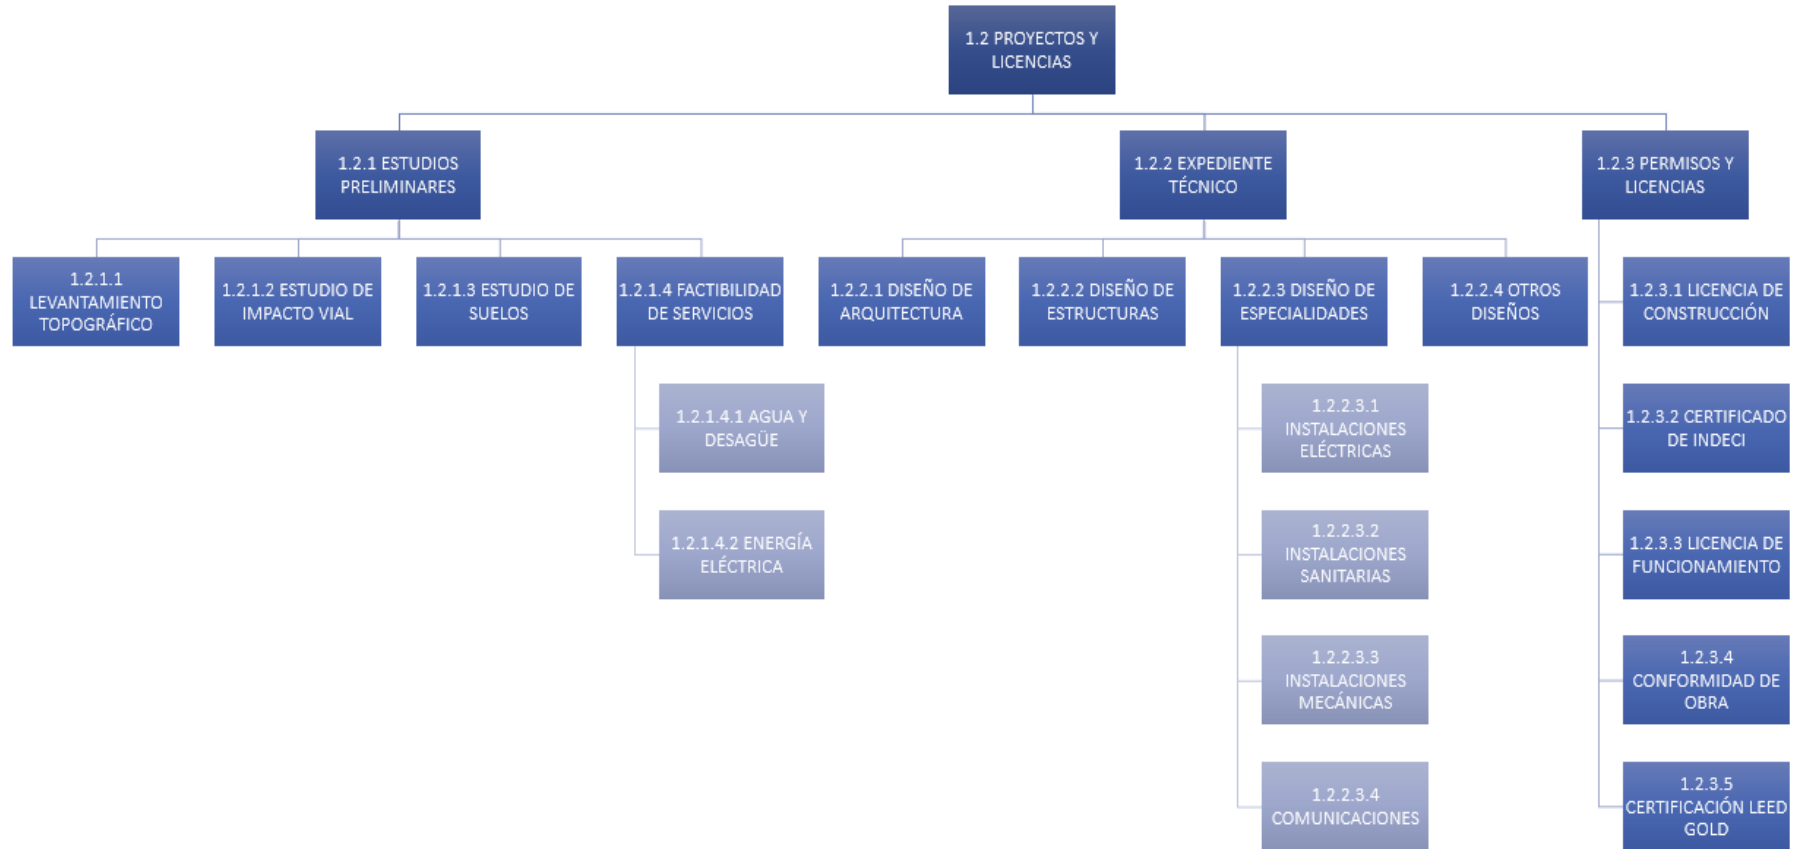 1.2 PROYECTOS Y
LICENCIAS
1.2.1 ESTUDIOS
PRELIMINARES
1.2.2 EXPEDIENTE
TÉCNICO
1.2.3 PERMISOS Y
LICENCIAS
1.2.1.1
LEVANTAMIENTO
TOPOGRÁFICO
1.2.1.2 ESTUDIO DE
IMPACTO VIAL
1.2.1.3 ESTUDIO DE
SUELOS
1.2.1.4 FACTIBILIDAD
DE SERVICIOS
1.2.2.1 DISEÑO DE
ARQUITECTURA
1.2.2.2 DISEÑO DE
ESTRUCTURAS
1.2.2.3 DISEÑO DE
ESPECIALIDADES
1.2.2.4 OTROS
DISEÑOS
1.2.3.1 LICENCIA DE
CONSTRUCCIÓN
1.2.1.4.1 AGUA Y
DESAGÜE
1.2.2.3.1
INSTALACIONES
ELÉCTRICAS
1.2.3.2 CERTIFICADO
DE INDECI
1.2.1.4.2 ENERGÍA
ELÉCTRICA
1.2.2.3.2
INSTALACIONES
SANITARIAS
1.2.3.3 LICENCIA DE
FUNCIONAMIENTO
1.2.2.3.3
INSTALACIONES
MECÁNICAS
1.2.3.4
CONFORMIDAD DE
OBRA
1.2.2.3.4
COMUNICACIONES
1.2.3.5
CERTIFICACIÓN LEED
GOLD